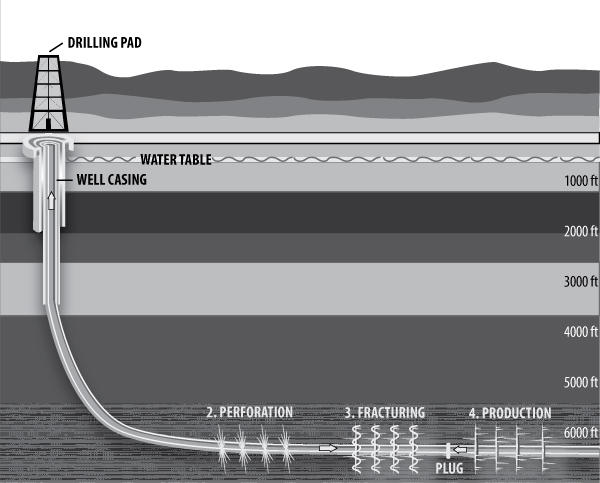 DRILLING PAD
WATER TABLE
WELL CASING
1000 ft
2000 ft
3000 ft
4000 ft
5000 ft
2. PERFORATION
3. FRACTURING
4. PRODUCTION
6000 ft
PLUG